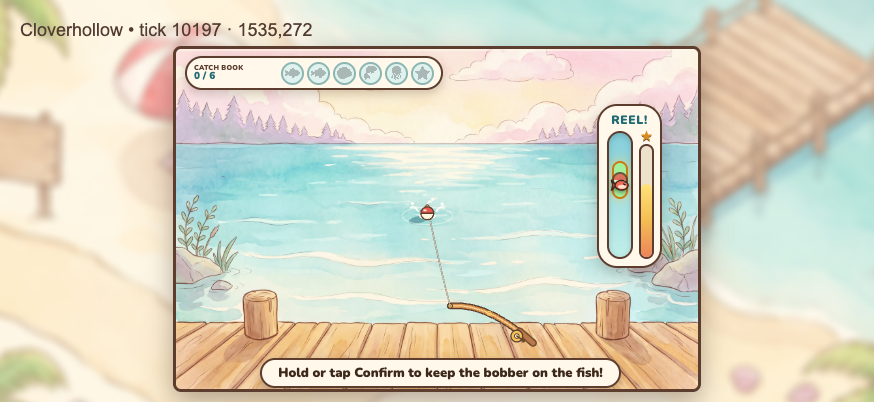 Cloverhollow • tick 10197 · 1535,272
CATCH BOOK
0 / 6
REEL!
Hold or tap Confirm to keep the bobber on the fish!